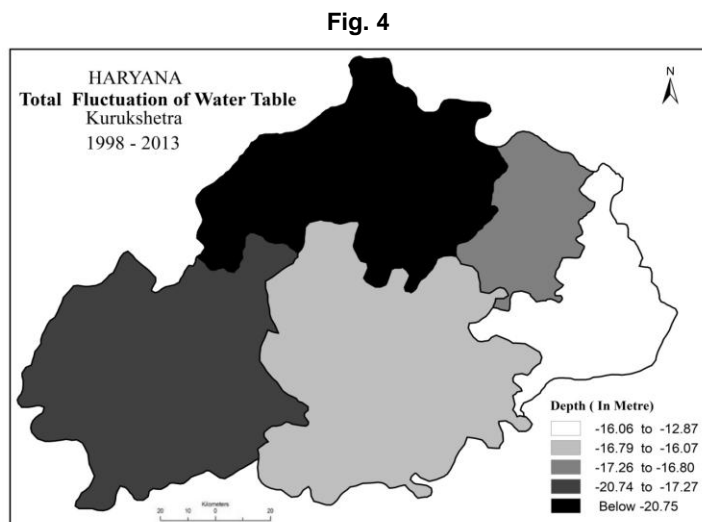 Fig. 4
HARYANA
Total Fluctuation of Water Table
Kurukshetra
1998 - 2013
N
Depth ( In Metre)
-16.06 to -12.87
-16.79 to -16.07
-17.26 to -16.80
-20.74 to -17.27
Below -20.75
Kilometers
20 10 0 20